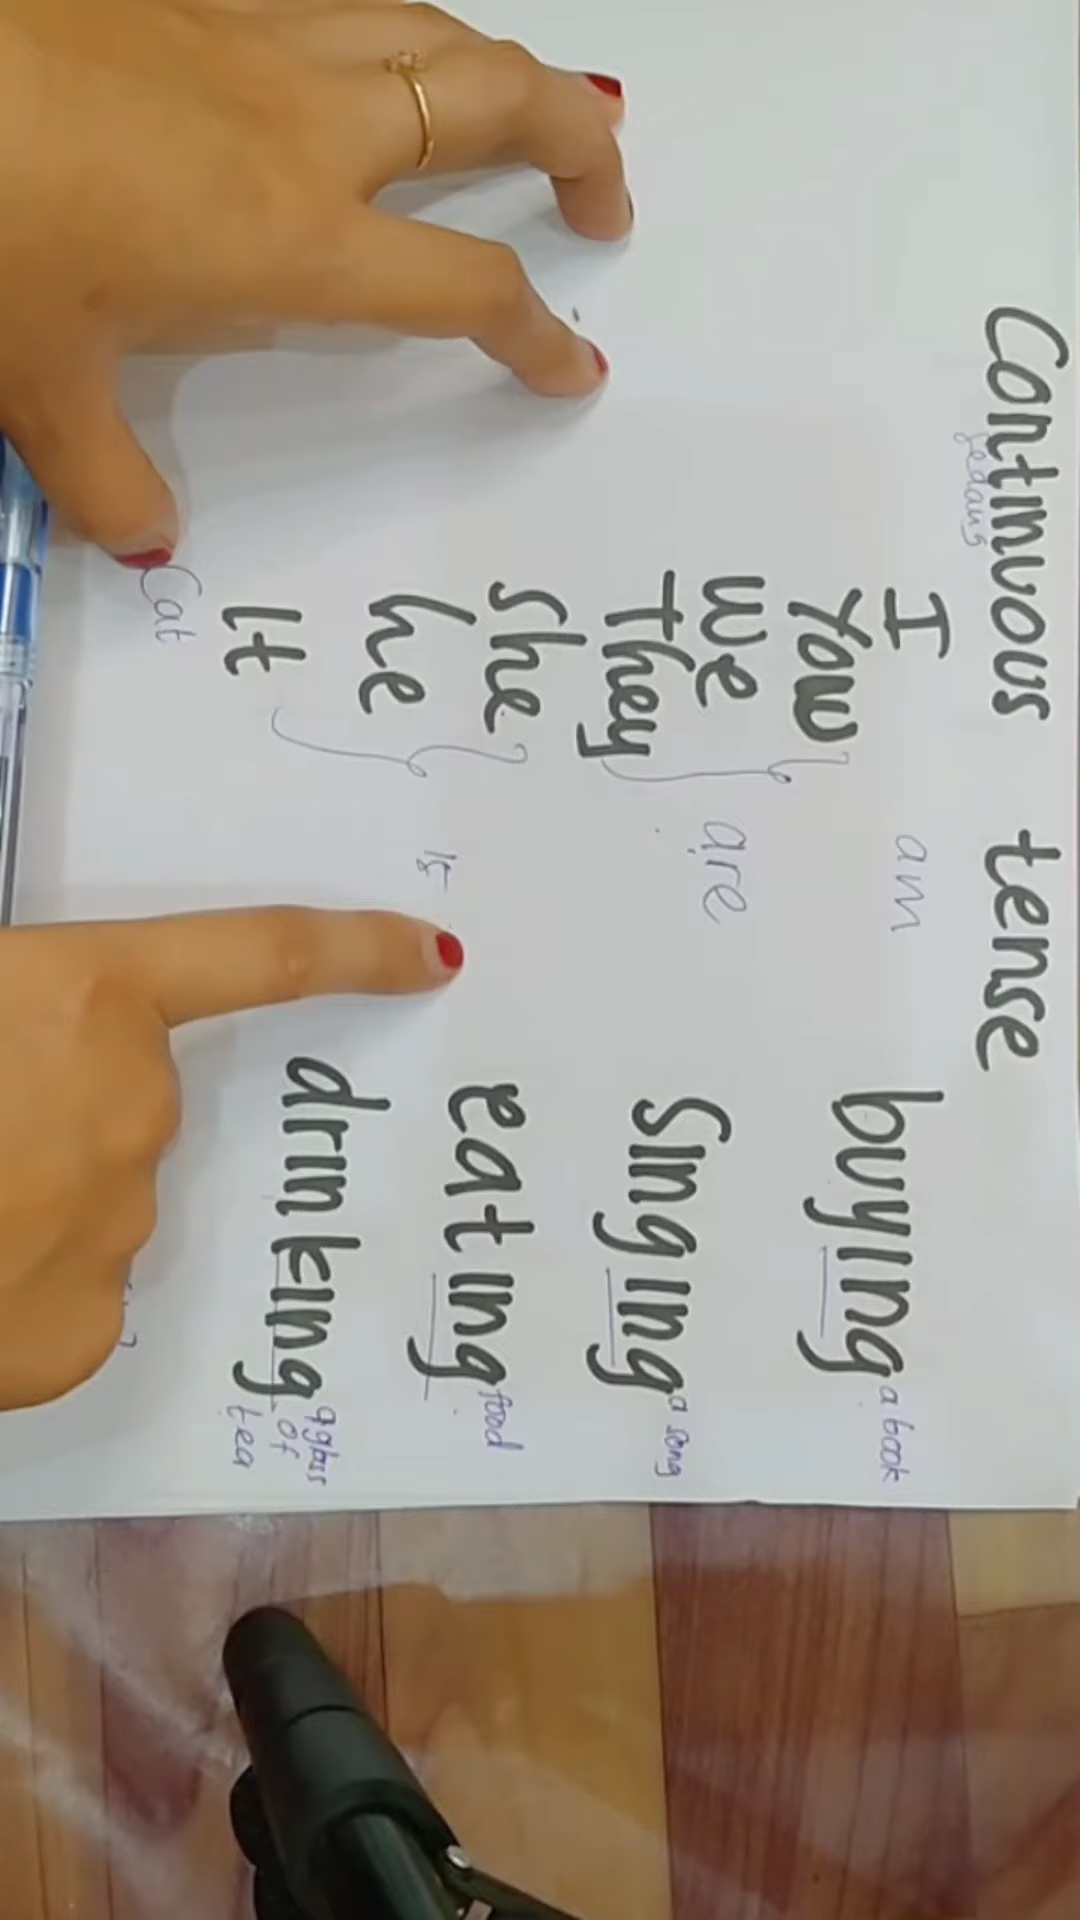 Continuous tense
sedang
I am buying a book
You
we are singing a song
They
she
he is eating food
It drinking a glass of tea
Cat